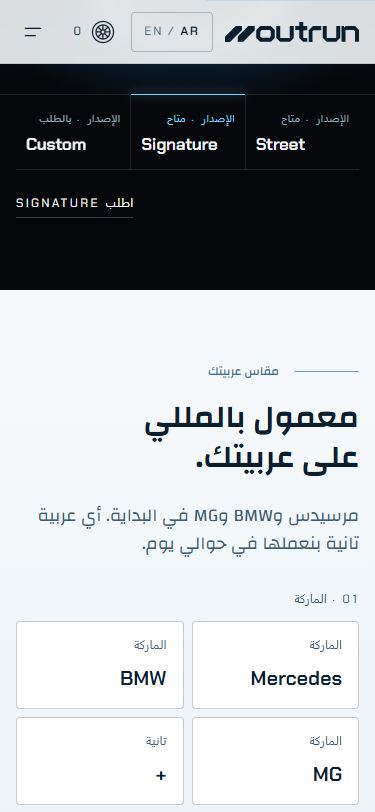 outrun
EN / AR
0
الإصدار · متاح
Street
الإصدار · متاح
Signature
الإصدار · بالطلب
Custom
اطلب SIGNATURE
مقاس عربيتك
معمول بالمللي
على عربيتك.
مرسيدس وBMW وMG في البداية. أي عربية
تانية بنعملها في حوالي يوم.
01 · الماركة
الماركة
Mercedes
الماركة
BMW
الماركة
MG
تانية
+